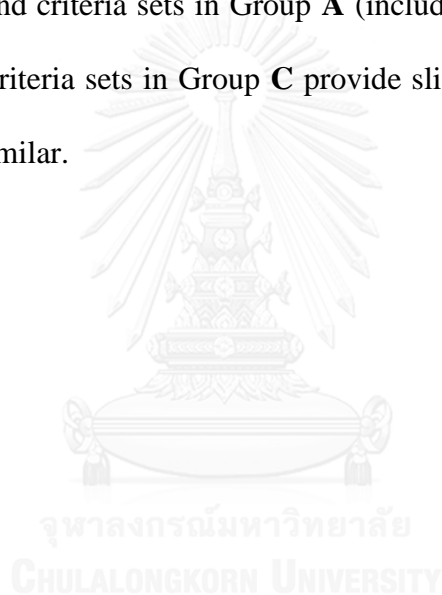 nd criteria sets in Group A (includ
riteria sets in Group C provide sli
milar.
จุฬาลงกรณ์มหาวิทยาลัย
CHULALONGKORN UNIVERSITY